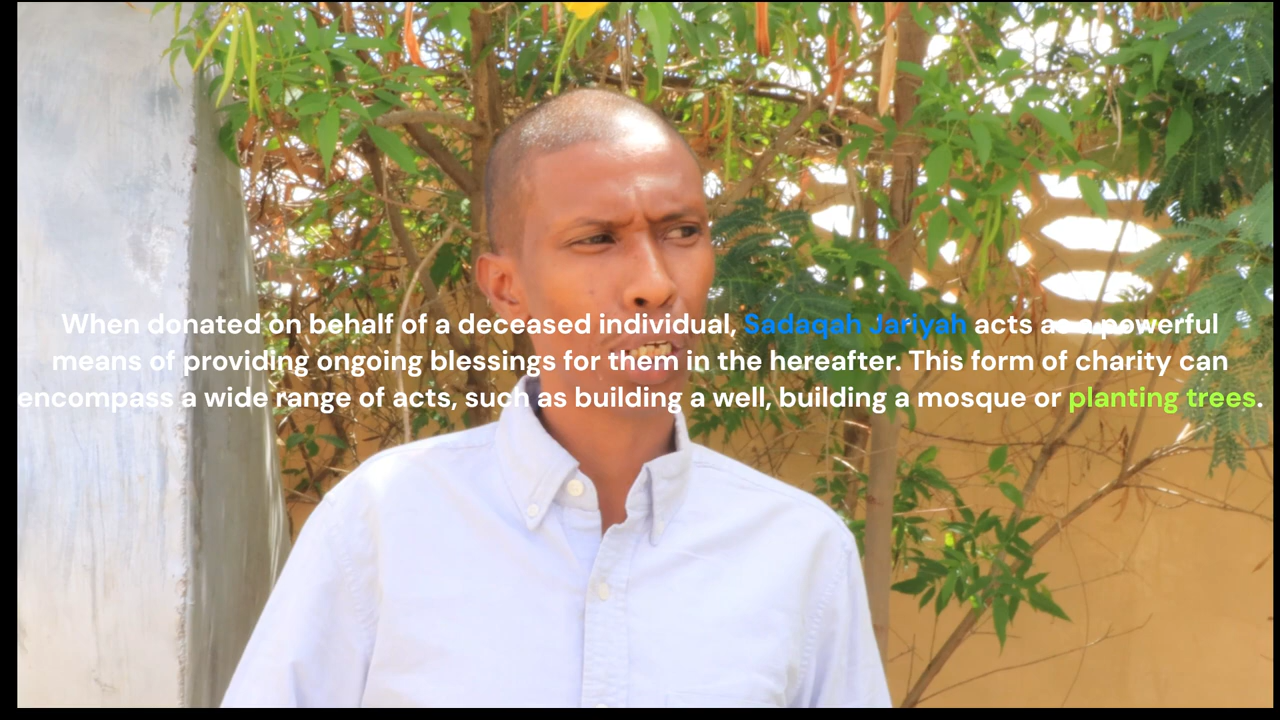 When donated on behalf of a deceased individual, Sadaqah Jariyah acts as a powerful
means of providing ongoing blessings for them in the hereafter. This form of charity can
encompass a wide range of acts, such as building a well, building a mosque or planting trees.